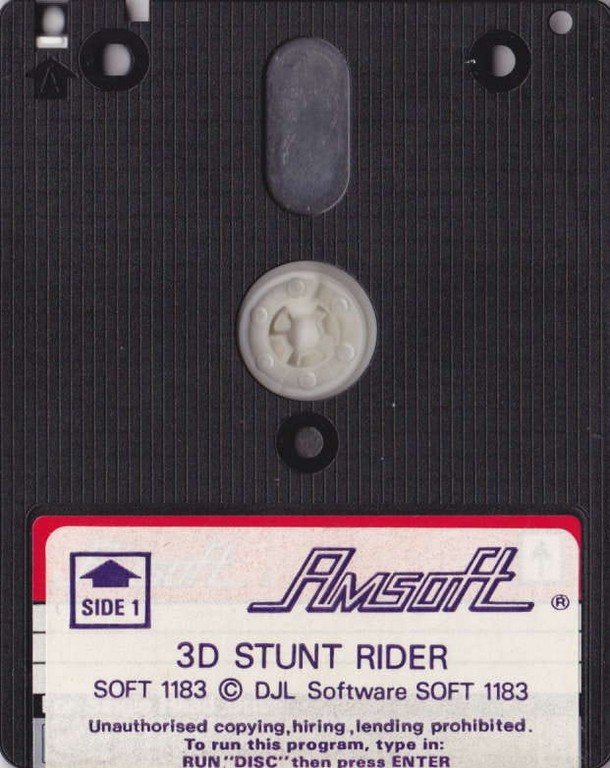 Amsoft ®
SIDE 1
3D STUNT RIDER
SOFT 1183 © DJL Software SOFT 1183
Unauthorised copying,hiring,lending prohibited.
To run this program, type in:
RUN"DISC"then press ENTER